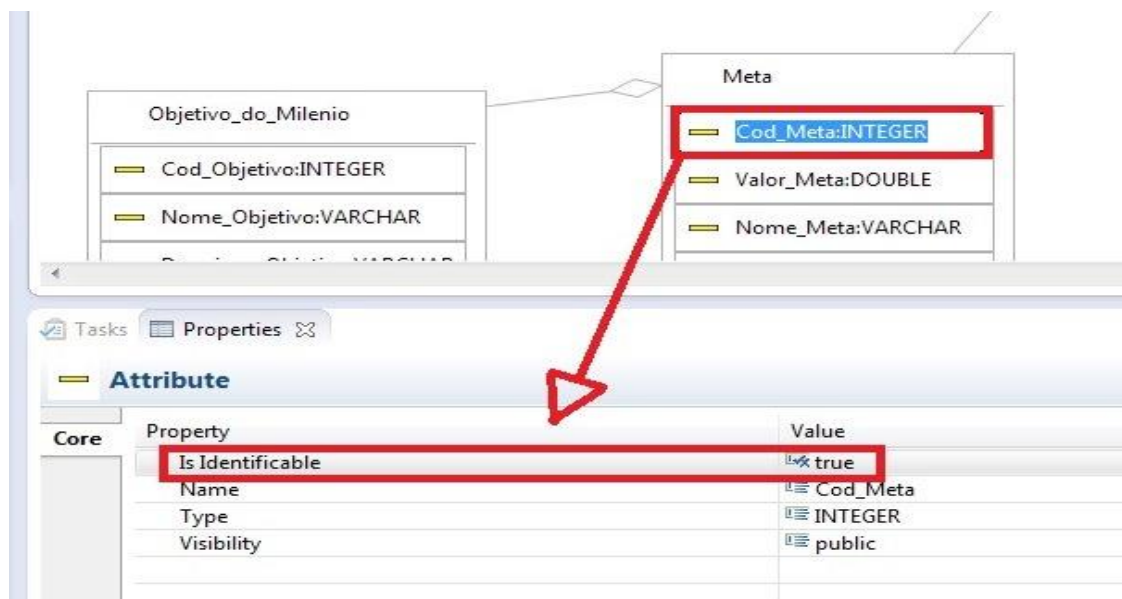 Meta
Objetivo_do_Milenio
Cod_Meta:INTEGER
Cod_Objetivo:INTEGER
Valor_Meta:DOUBLE
Nome_Objetivo:VARCHAR
Nome_Meta:VARCHAR
Tasks Properties
Attribute
Core Property Value
Is Identificable true
Name Cod_Meta
Type INTEGER
Visibility public